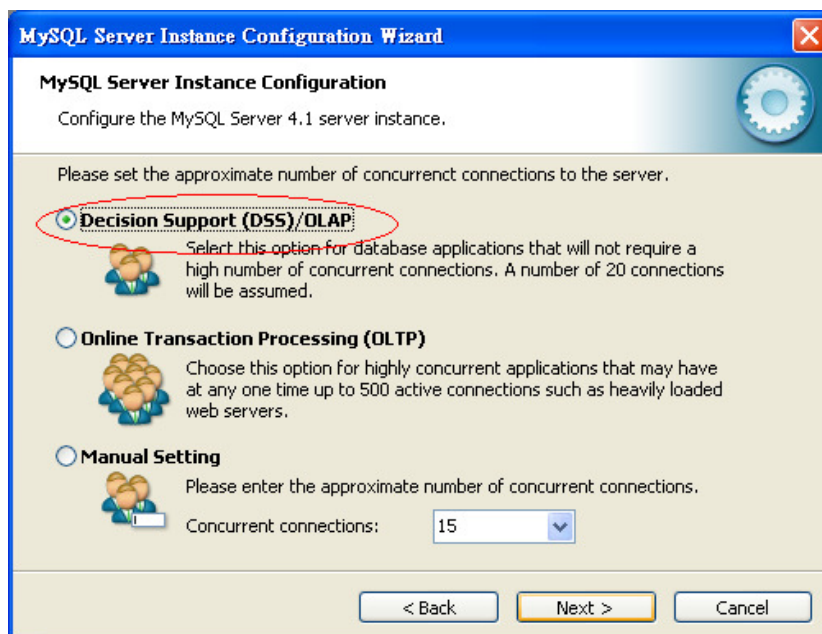 MySQL Server Instance Configuration Wizard
MySQL Server Instance Configuration
Configure the MySQL Server 4.1 server instance.
Please set the approximate number of concurrenct connections to the server.
Decision Support (DSS)/OLAP
Select this option for database applications that will not require a
high number of concurrent connections. A number of 20 connections
will be assumed.
Online Transaction Processing (OLTP)
Choose this option for highly concurrent applications that may have
at any one time up to 500 active connections such as heavily loaded
web servers.
Manual Setting
Please enter the approximate number of concurrent connections.
Concurrent connections: 15
< Back Next > Cancel